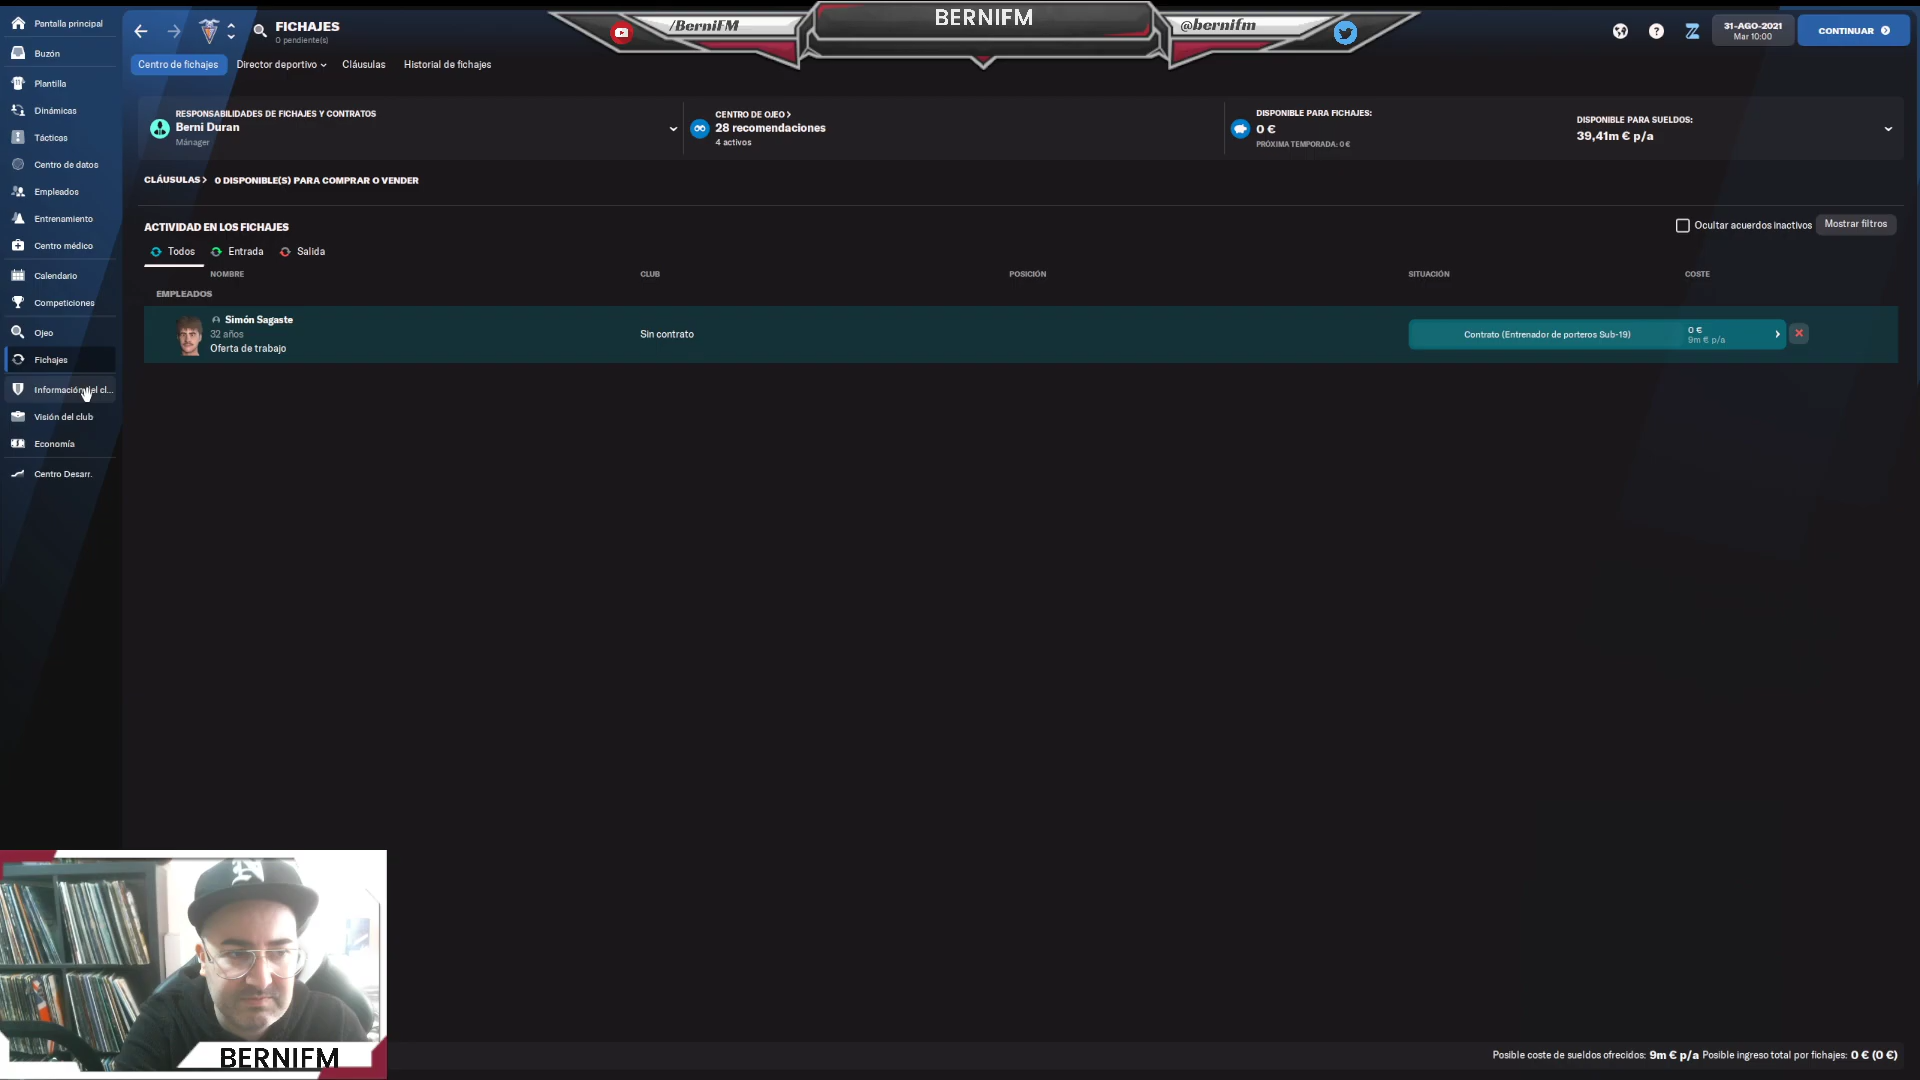 Pantalla principal
Buzón
Plantilla
Dinámicas
Tácticas
Centro de datos
Empleados
Entrenamiento
Centro médico
Calendario
Competiciones
Ojeo
Fichajes
Información del cl...
Visión del club
Economía
Centro Desarr.
FICHAJES
0 pendiente(s)
/BerniFM
BERNIFM
@bernifm
31-AGO-2021
Mar 10:00
CONTINUAR
Centro de fichajes
Director deportivo
Cláusulas
Historial de fichajes
RESPONSABILIDADES DE FICHAJES Y CONTRATOS
Berni Duran
Mánager
CENTRO DE OJEO >
28 recomendaciones
4 activos
DISPONIBLE PARA FICHAJES:
0 €
PRÓXIMA TEMPORADA: 0 €
DISPONIBLE PARA SUELDOS:
39,41m € p/a
CLÁUSULAS > 0 DISPONIBLE(S) PARA COMPRAR O VENDER
ACTIVIDAD EN LOS FICHAJES
Ocultar acuerdos inactivos
Mostrar filtros
Todos
Entrada
Salida
NOMBRE
CLUB
POSICIÓN
SITUACIÓN
COSTE
EMPLEADOS
Simón Sagaste
32 años
Oferta de trabajo
Sin contrato
Contrato (Entrenador de porteros Sub-19)
0 €
9m € p/a
BERNIFM
Posible coste de sueldos ofrecidos: 9m € p/a Posible ingreso total por fichajes: 0 € (0 €)